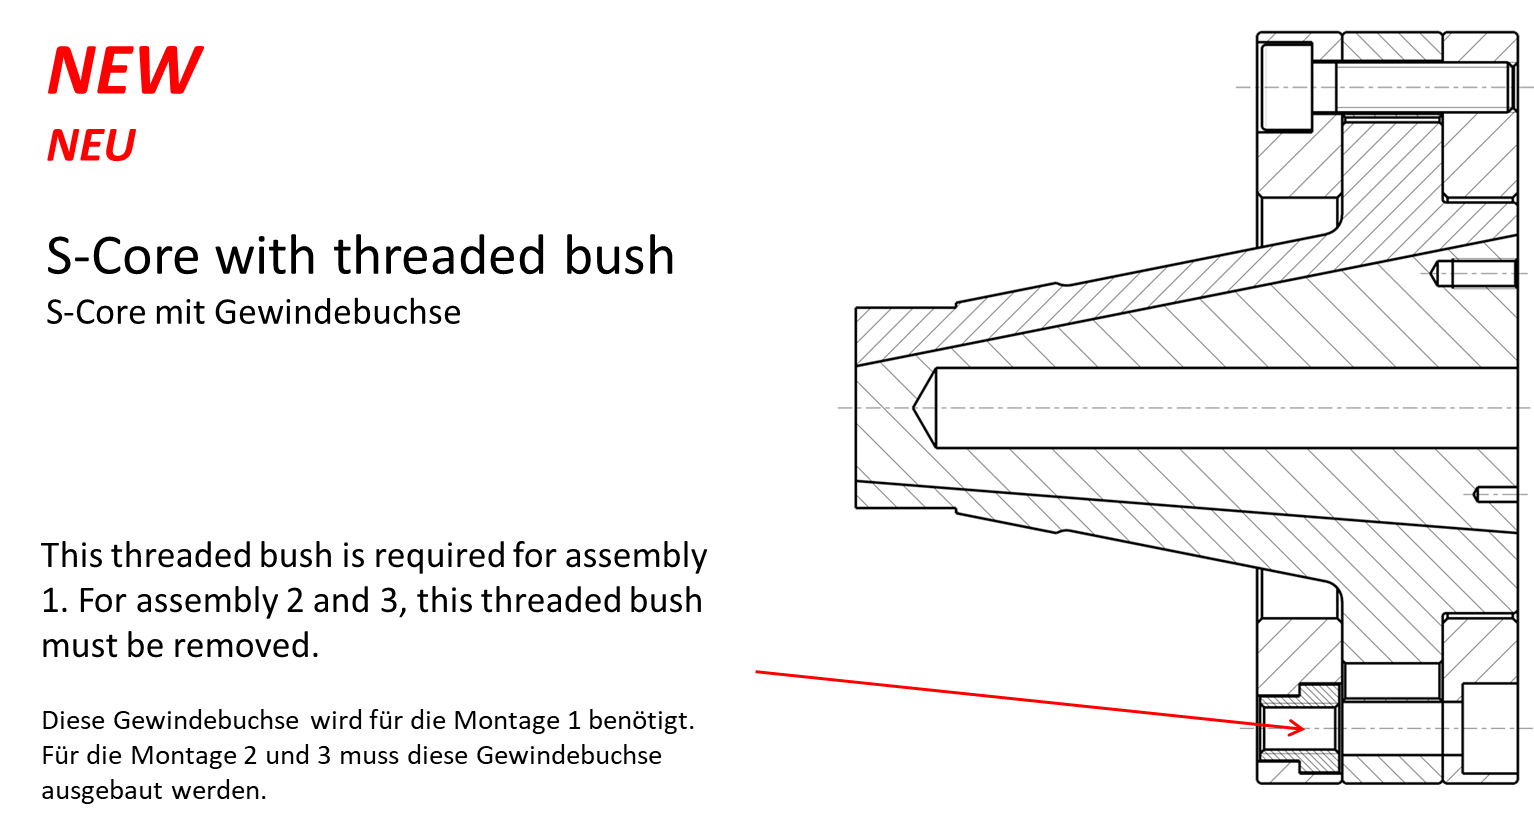 NEW
NEU
S-Core with threaded bush
S-Core mit Gewindebuchse
This threaded bush is required for assembly
1. For assembly 2 and 3, this threaded bush
must be removed.
Diese Gewindebuchse wird für die Montage 1 benötigt.
Für die Montage 2 und 3 muss diese Gewindebuchse
ausgebaut werden.